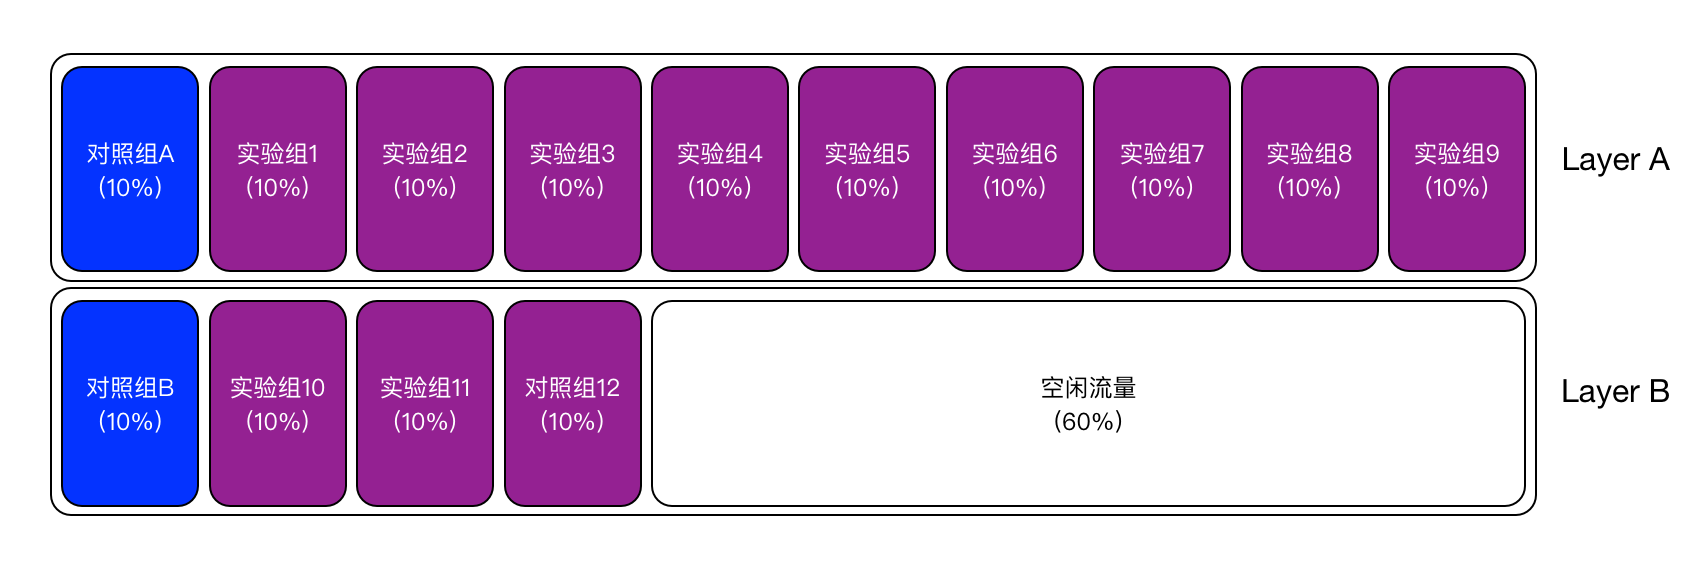 对照组A
(10%)
实验组1
(10%)
实验组2
(10%)
实验组3
(10%)
实验组4
(10%)
实验组5
(10%)
实验组6
(10%)
实验组7
(10%)
实验组8
(10%)
实验组9
(10%)
Layer A
对照组B
(10%)
实验组10
(10%)
实验组11
(10%)
对照组12
(10%)
空闲流量
(60%)
Layer B